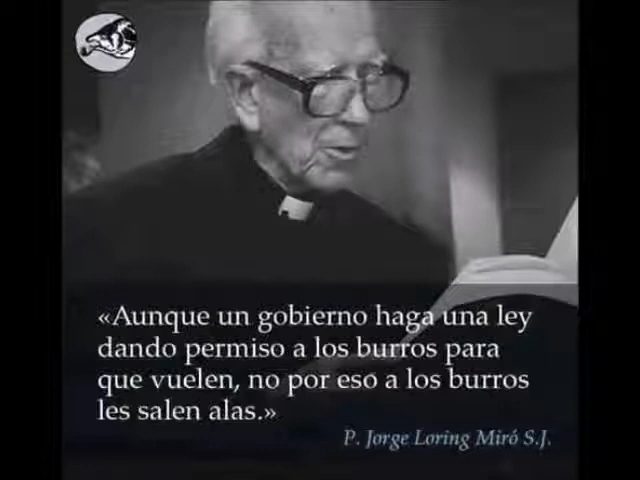 «Aunque un gobierno haga una ley
dando permiso a los burros para
que vuelen, no por eso a los burros
les salen alas.»
P. Jorge Loring Miró S.J.